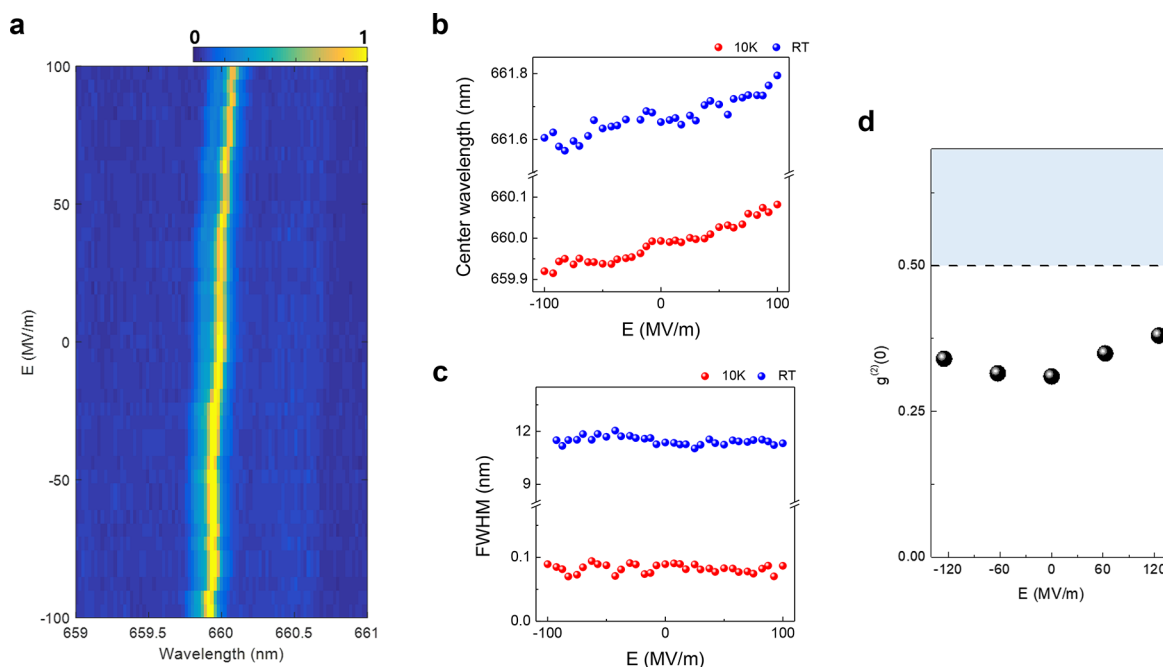 a
0 1
100
50
0
-50
-100
E (MV/m)
659 659.5 660 660.5 661
Wavelength (nm)
b
10K RT
661.8
661.6
660.1
660.0
659.9
Center wavelength (nm)
-100 0 100
E (MV/m)
c
10K RT
12
9
0.1
0.0
FWHM (nm)
-100 0 100
E (MV/m)
d
0.50
0.25
0.00
g⁽²⁾(0)
-120 -60 0 60 120
E (MV/m)